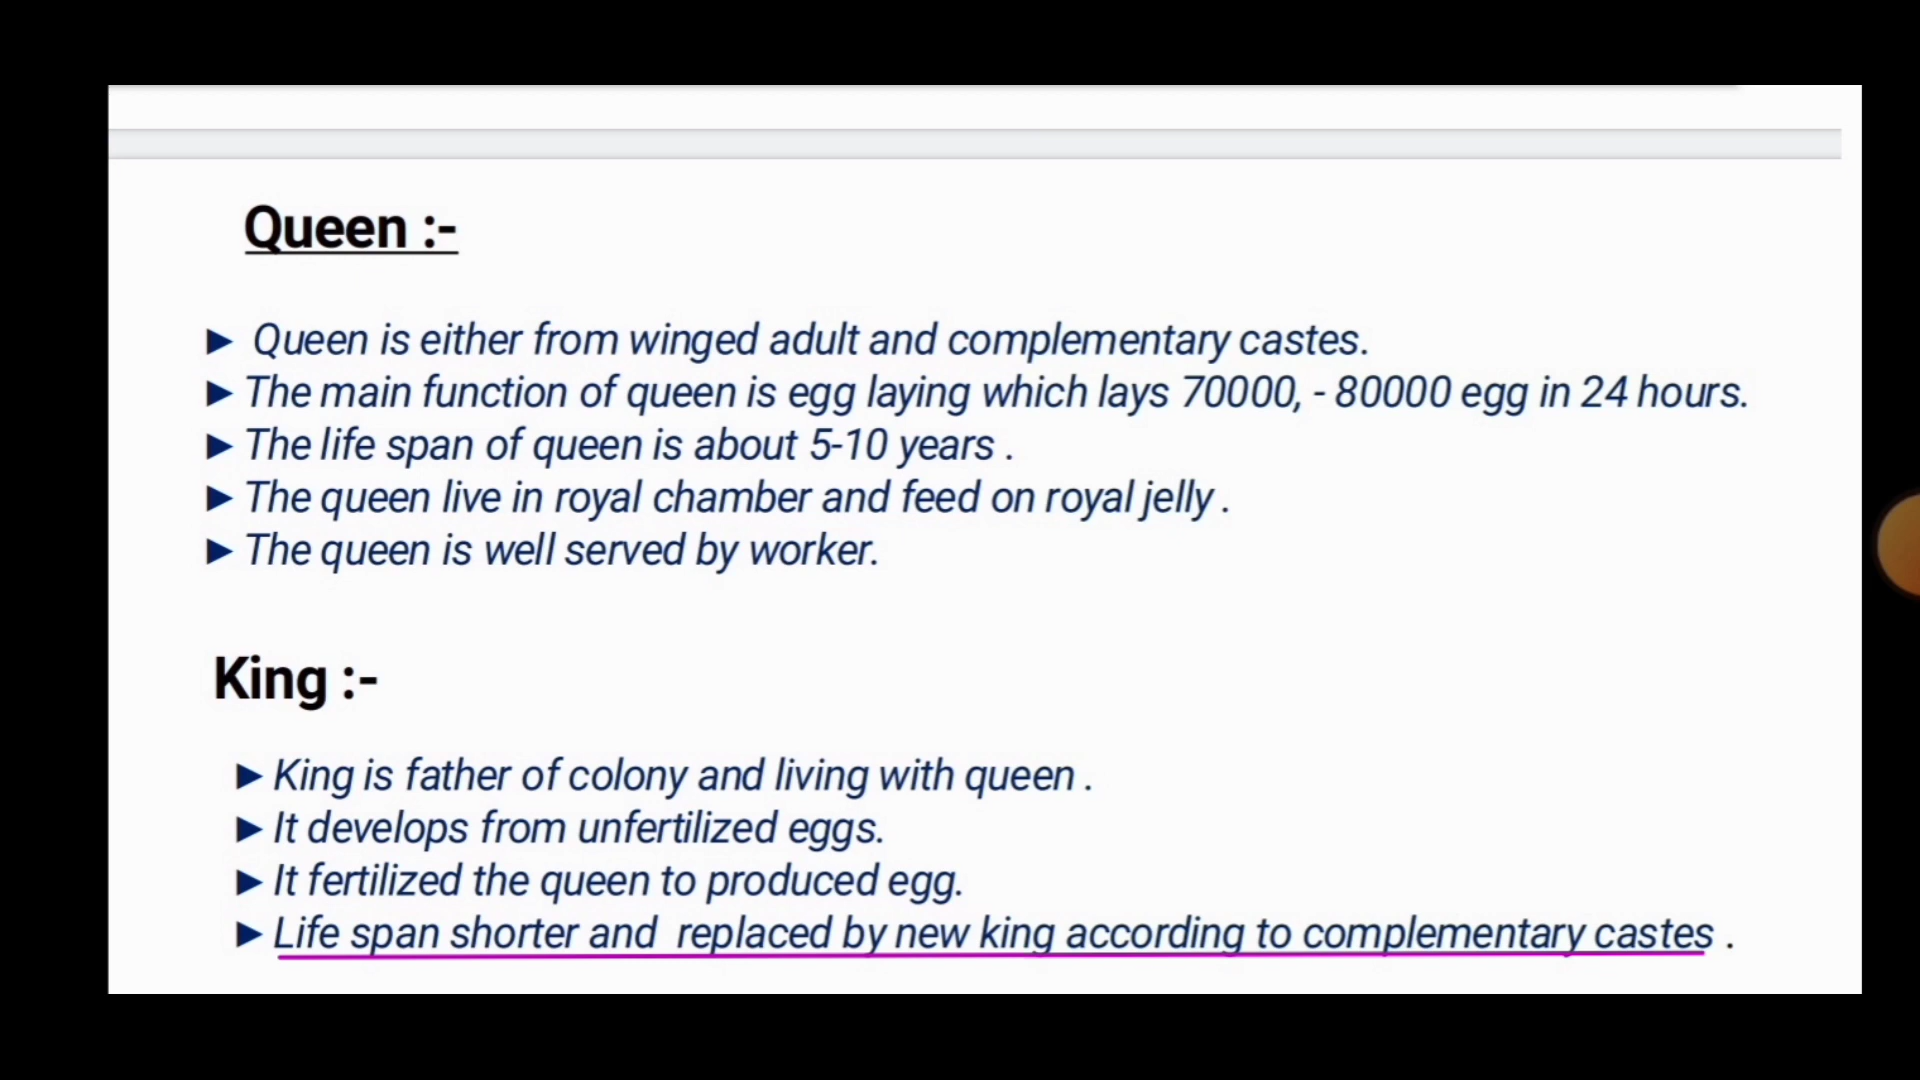 Queen :-
► Queen is either from winged adult and complementary castes.
► The main function of queen is egg laying which lays 70000, - 80000 egg in 24 hours.
► The life span of queen is about 5-10 years .
► The queen live in royal chamber and feed on royal jelly .
► The queen is well served by worker.
King :-
► King is father of colony and living with queen .
► It develops from unfertilized eggs.
► It fertilized the queen to produced egg.
► Life span shorter and replaced by new king according to complementary castes .